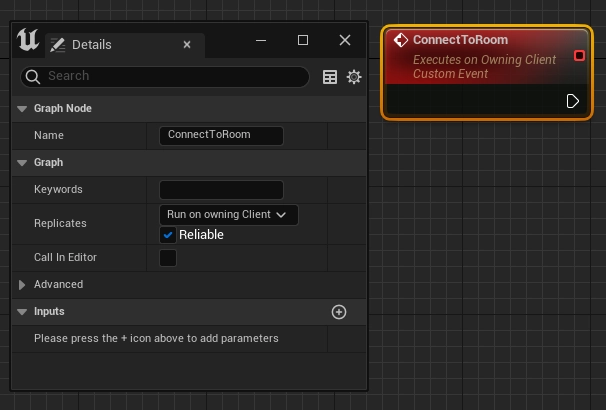 Details
Search
Graph Node
Name
ConnectToRoom
Graph
Keywords
Replicates
Run on owning Client
Reliable
Call In Editor
Advanced
Inputs
Please press the + icon above to add parameters
ConnectToRoom
Executes on Owning Client
Custom Event